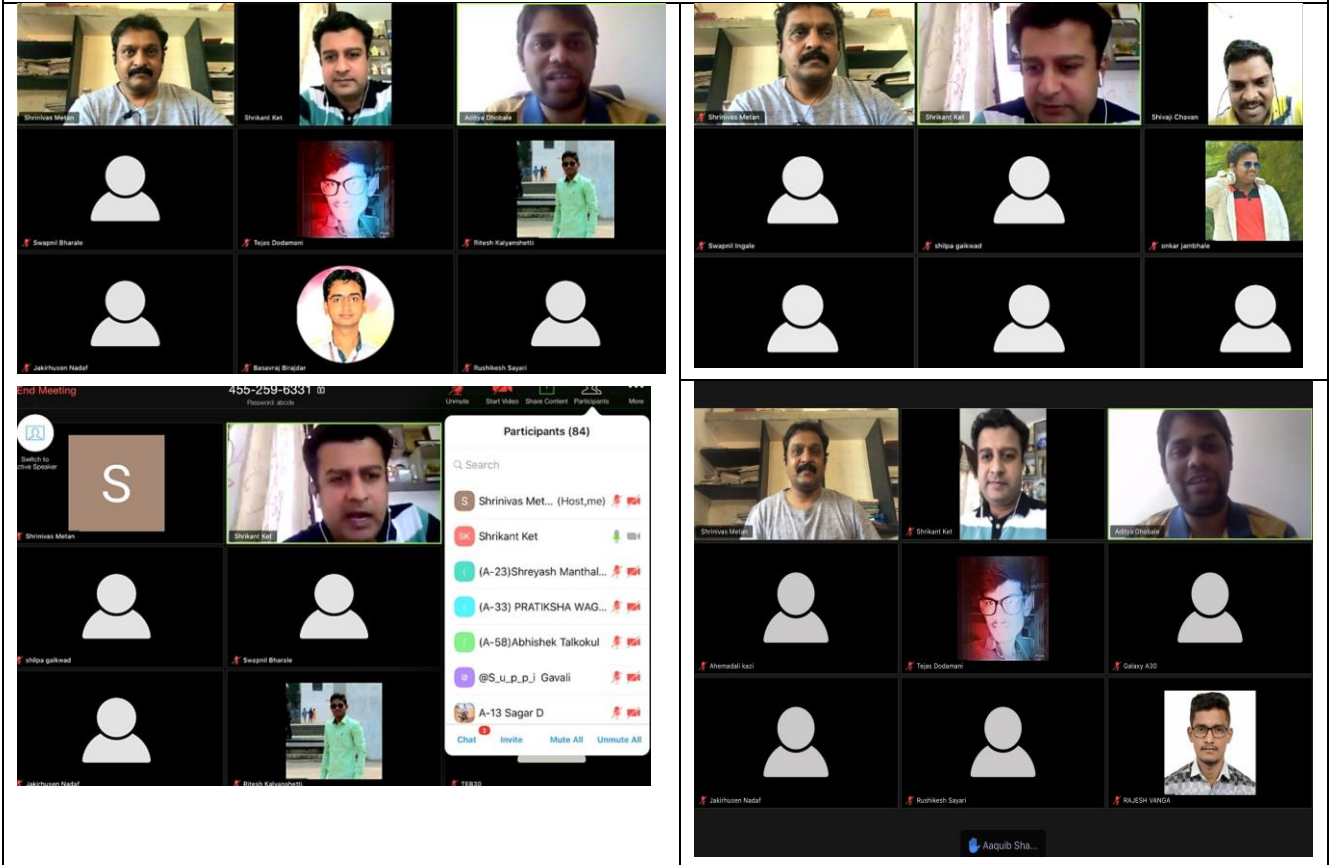 Shrinivas Metan
Shrikant Ket
Aditya Dhobale
Swapnil Bharale
Tejas Dodamani
Ritesh Kalyanshetti
Jakirhusen Nadaf
Basavraj Birajdar
Rushikesh Sayari
Shrinivas Metan
Shrikant Ket
Shivaji Chavan
Swapnil Ingale
shilpa gaikwad
onkar jambhale
End Meeting
455-259-6331
Password: abcde
Unmute
Start Video
Share Content
Participants
More
Switch to
ctive Speaker
S
Shrinivas Metan
Shrikant Ket
shilpa gaikwad
Swapnil Bharale
Jakirhusen Nadaf
Ritesh Kalyanshetti
TEB30
Participants (84)
Search
S Shrinivas Met... (Host,me)
SK Shrikant Ket
( (A-23)Shreyash Manthal...
( (A-33) PRATIKSHA WAG...
( (A-58)Abhishek Talkokul
@ @S_u_p_p_i Gavali
A-13 Sagar D
Chat
Invite
Mute All
Unmute All
Shrinivas Metan
Shrikant Ket
Aditya Dhobale
Ahemadali kazi
Tejas Dodamani
Galaxy A30
Jakirhusen Nadaf
Rushikesh Sayari
RAJESH VANGA
Aaquib Sha...